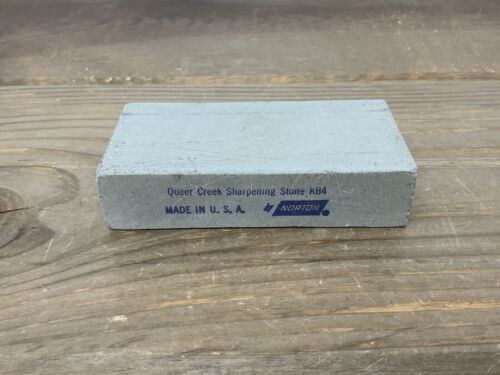 Queer Creek Sharpening Stone KB4
MADE IN U. S. A. NORTON